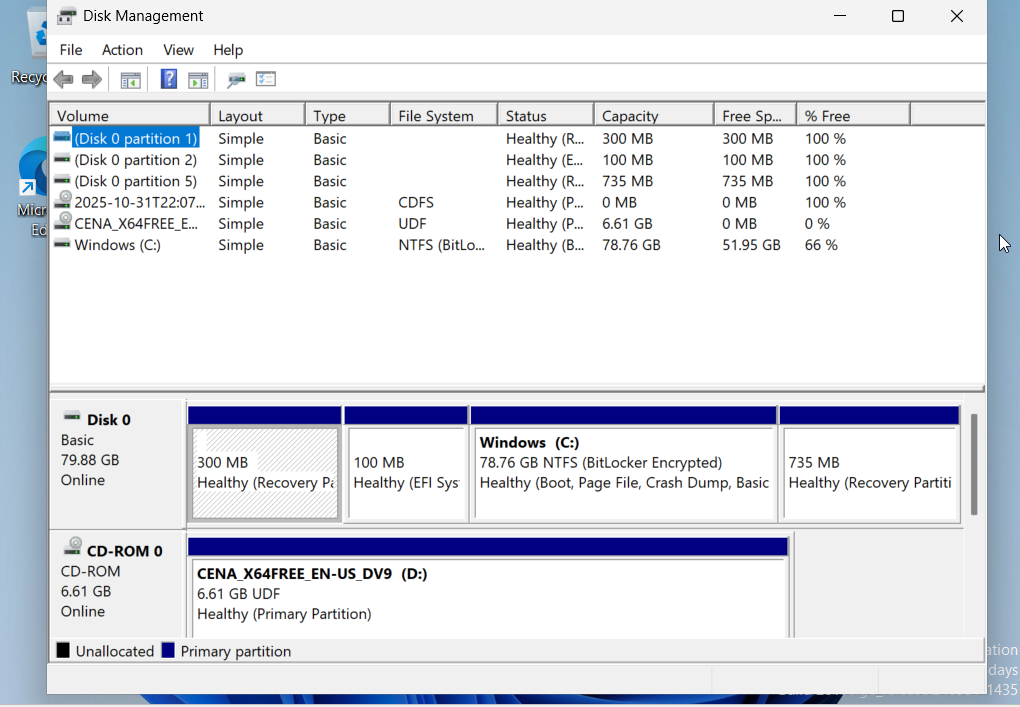 Disk Management
File Action View Help
Recyc
Volume Layout Type File System Status Capacity Free Sp... % Free
(Disk 0 partition 1) Simple Basic Healthy (R... 300 MB 300 MB 100 %
(Disk 0 partition 2) Simple Basic Healthy (E... 100 MB 100 MB 100 %
(Disk 0 partition 5) Simple Basic Healthy (R... 735 MB 735 MB 100 %
2025-10-31T22:07... Simple Basic CDFS Healthy (P... 0 MB 0 MB 100 %
CENA_X64FREE_E... Simple Basic UDF Healthy (P... 6.61 GB 0 MB 0 %
Windows (C:) Simple Basic NTFS (BitLo... Healthy (B... 78.76 GB 51.95 GB 66 %
Micr
Ed
Disk 0
Basic
79.88 GB
Online
300 MB
Healthy (Recovery Pa
100 MB
Healthy (EFI Sys
Windows (C:)
78.76 GB NTFS (BitLocker Encrypted)
Healthy (Boot, Page File, Crash Dump, Basic
735 MB
Healthy (Recovery Partiti
CD-ROM 0
CD-ROM
6.61 GB
Online
CENA_X64FREE_EN-US_DV9 (D:)
6.61 GB UDF
Healthy (Primary Partition)
Unallocated Primary partition
ation
days
1435